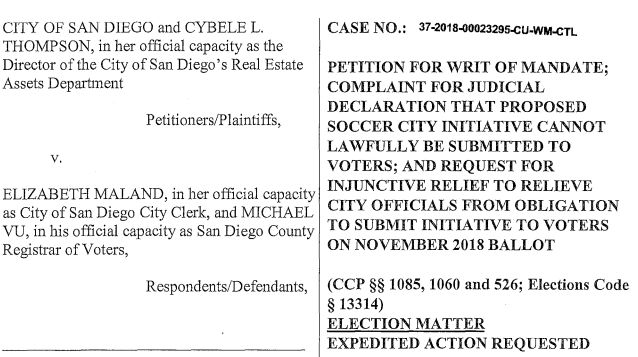 CITY OF SAN DIEGO and CYBELE L.
THOMPSON, in her official capacity as the
Director of the City of San Diego's Real Estate
Assets Department
Petitioners/Plaintiffs,
v.
ELIZABETH MALAND, in her official capacity
as City of San Diego City Clerk, and MICHAEL
VU, in his official capacity as San Diego County
Registrar of Voters,
Respondents/Defendants,
CASE NO.: 37-2018-00023295-CU-WM-CTL
PETITION FOR WRIT OF MANDATE;
COMPLAINT FOR JUDICIAL
DECLARATION THAT PROPOSED
SOCCER CITY INITIATIVE CANNOT
LAWFULLY BE SUBMITTED TO
VOTERS; AND REQUEST FOR
INJUNCTIVE RELIEF TO RELIEVE
CITY OFFICIALS FROM OBLIGATION
TO SUBMIT INITIATIVE TO VOTERS
ON NOVEMBER 2018 BALLOT
(CCP §§ 1085, 1060 and 526; Elections Code
§ 13314)
ELECTION MATTER
EXPEDITED ACTION REQUESTED